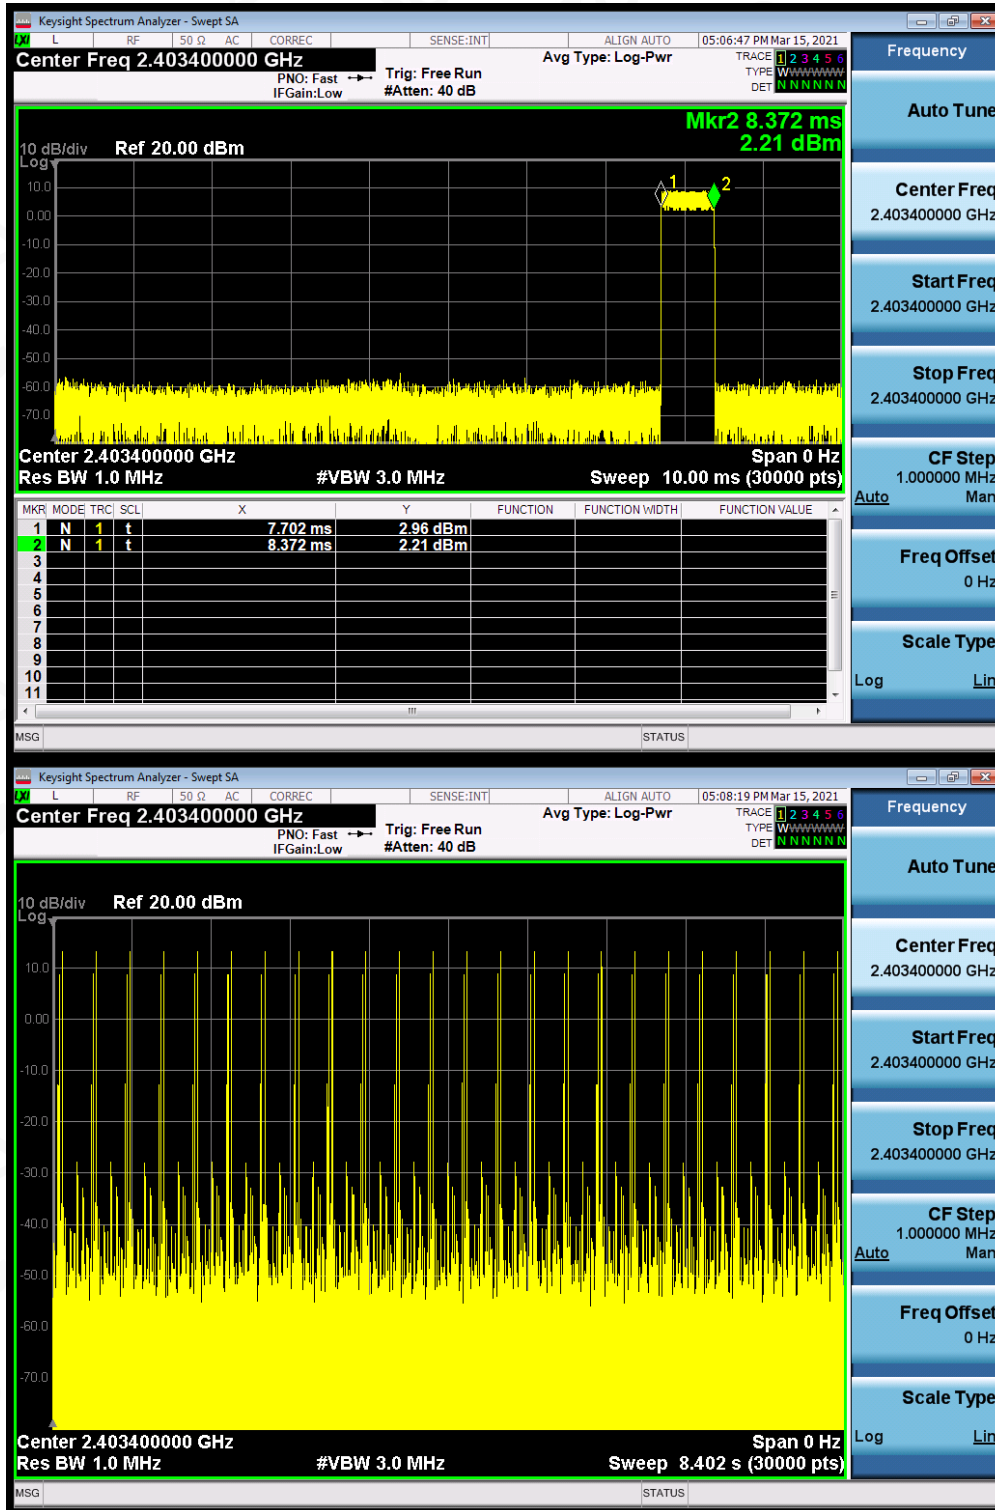 Keysight Spectrum Analyzer - Swept SA
LXI L RF 50 Ω AC CORREC SENSE:INT ALIGN AUTO 05:06:47 PM Mar 15, 2021
Center Freq 2.403400000 GHz
PNO: Fast
IFGain:Low
Trig: Free Run
#Atten: 40 dB
Avg Type: Log-Pwr
TRACE 1 2 3 4 5 6
TYPE W
DET N N N N N N
Frequency
Mkr2 8.372 ms
2.21 dBm
10 dB/div Ref 20.00 dBm
Log
10.0
0.00
-10.0
-20.0
-30.0
-40.0
-50.0
-60.0
-70.0
1
2
Center 2.403400000 GHz Span 0 Hz
Res BW 1.0 MHz #VBW 3.0 MHz Sweep 10.00 ms (30000 pts)
MKR MODE TRC SCL X Y FUNCTION FUNCTION WIDTH FUNCTION VALUE
1 N 1 t 7.702 ms 2.96 dBm
2 N 1 t 8.372 ms 2.21 dBm
3
4
5
6
7
8
9
10
11
MSG STATUS
Auto Tune
Center Freq
2.403400000 GHz
Start Freq
2.403400000 GHz
Stop Freq
2.403400000 GHz
CF Step
1.000000 MHz
Auto Man
Freq Offset
0 Hz
Scale Type
Log Lin
Keysight Spectrum Analyzer - Swept SA
LXI L RF 50 Ω AC CORREC SENSE:INT ALIGN AUTO 05:08:19 PM Mar 15, 2021
Center Freq 2.403400000 GHz
PNO: Fast
IFGain:Low
Trig: Free Run
#Atten: 40 dB
Avg Type: Log-Pwr
TRACE 1 2 3 4 5 6
TYPE W
DET N N N N N N
Frequency
10 dB/div Ref 20.00 dBm
Log
10.0
0.00
-10.0
-20.0
-30.0
-40.0
-50.0
-60.0
-70.0
Center 2.403400000 GHz Span 0 Hz
Res BW 1.0 MHz #VBW 3.0 MHz Sweep 8.402 s (30000 pts)
MSG STATUS
Auto Tune
Center Freq
2.403400000 GHz
Start Freq
2.403400000 GHz
Stop Freq
2.403400000 GHz
CF Step
1.000000 MHz
Auto Man
Freq Offset
0 Hz
Scale Type
Log Lin